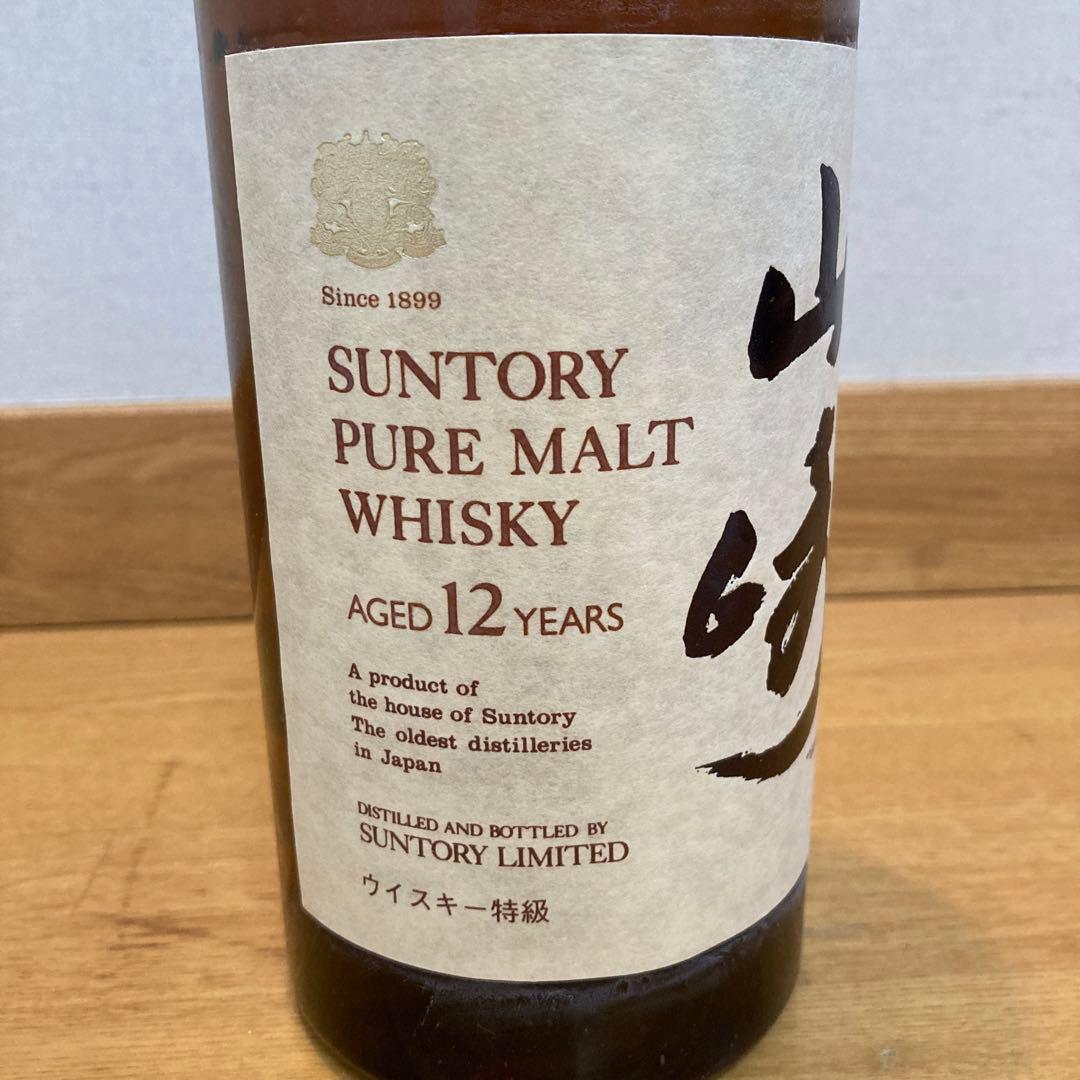 Since 1899
SUNTORY
PURE MALT
WHISKY
AGED 12 YEARS
A product of
the house of Suntory
The oldest distilleries
in Japan
DISTILLED AND BOTTLED BY
SUNTORY LIMITED
ウイスキー特級
山崎